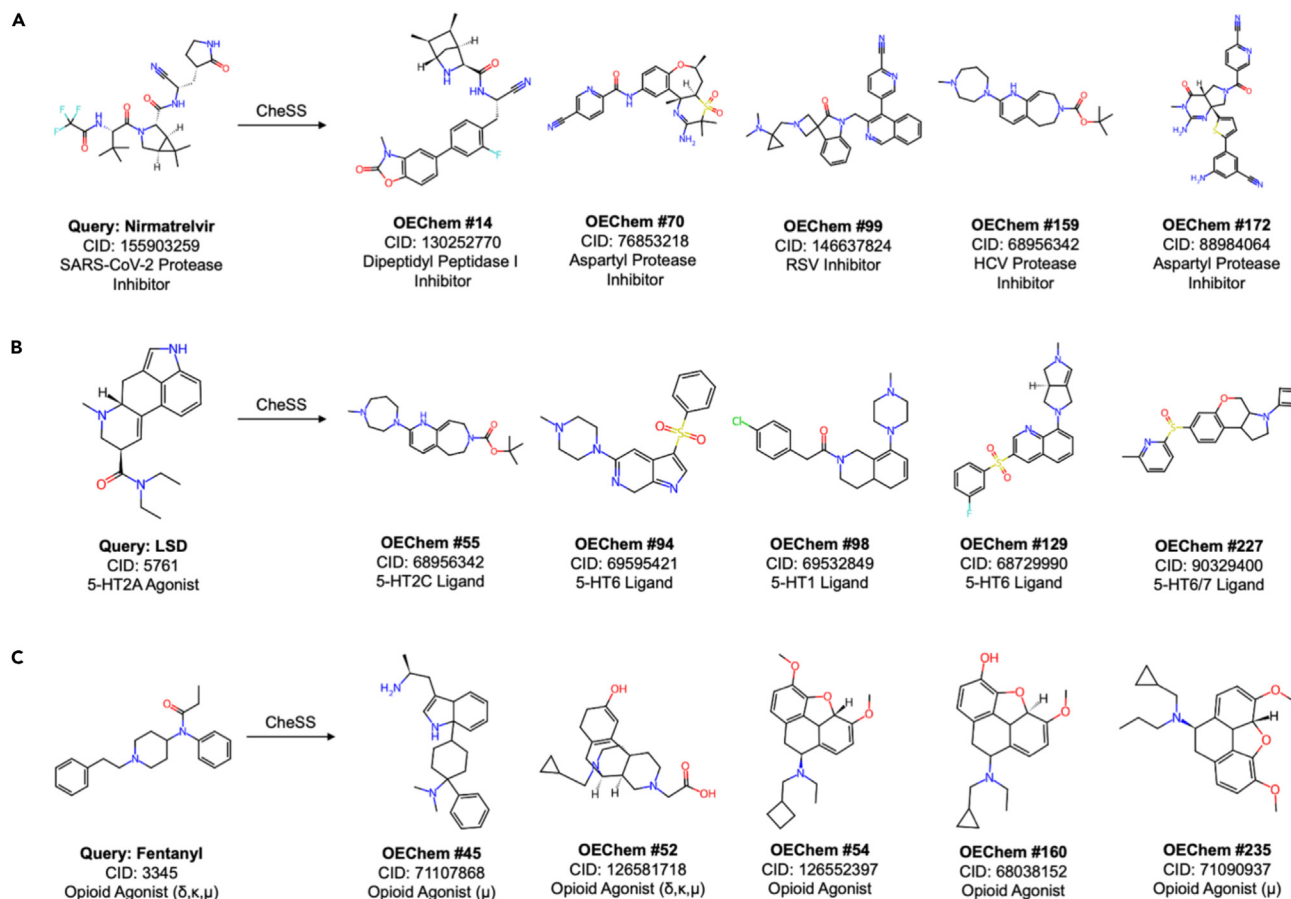 A
CheSS
Query: Nirmatrelvir
CID: 155903259
SARS-CoV-2 Protease
Inhibitor
OEChem #14
CID: 130252770
Dipeptidyl Peptidase I
Inhibitor
OEChem #70
CID: 76853218
Aspartyl Protease
Inhibitor
OEChem #99
CID: 146637824
RSV Inhibitor
OEChem #159
CID: 68956342
HCV Protease
Inhibitor
OEChem #172
CID: 88984064
Aspartyl Protease
Inhibitor
B
CheSS
Query: LSD
CID: 5761
5-HT2A Agonist
OEChem #55
CID: 68956342
5-HT2C Ligand
OEChem #94
CID: 69595421
5-HT6 Ligand
OEChem #98
CID: 69532849
5-HT1 Ligand
OEChem #129
CID: 68729990
5-HT6 Ligand
OEChem #227
CID: 90329400
5-HT6/7 Ligand
C
CheSS
Query: Fentanyl
CID: 3345
Opioid Agonist (δ,κ,μ)
OEChem #45
CID: 71107868
Opioid Agonist (μ)
OEChem #52
CID: 126581718
Opioid Agonist (δ,κ,μ)
OEChem #54
CID: 126552397
Opioid Agonist
OEChem #160
CID: 68038152
Opioid Agonist
OEChem #235
CID: 71090937
Opioid Agonist (μ)